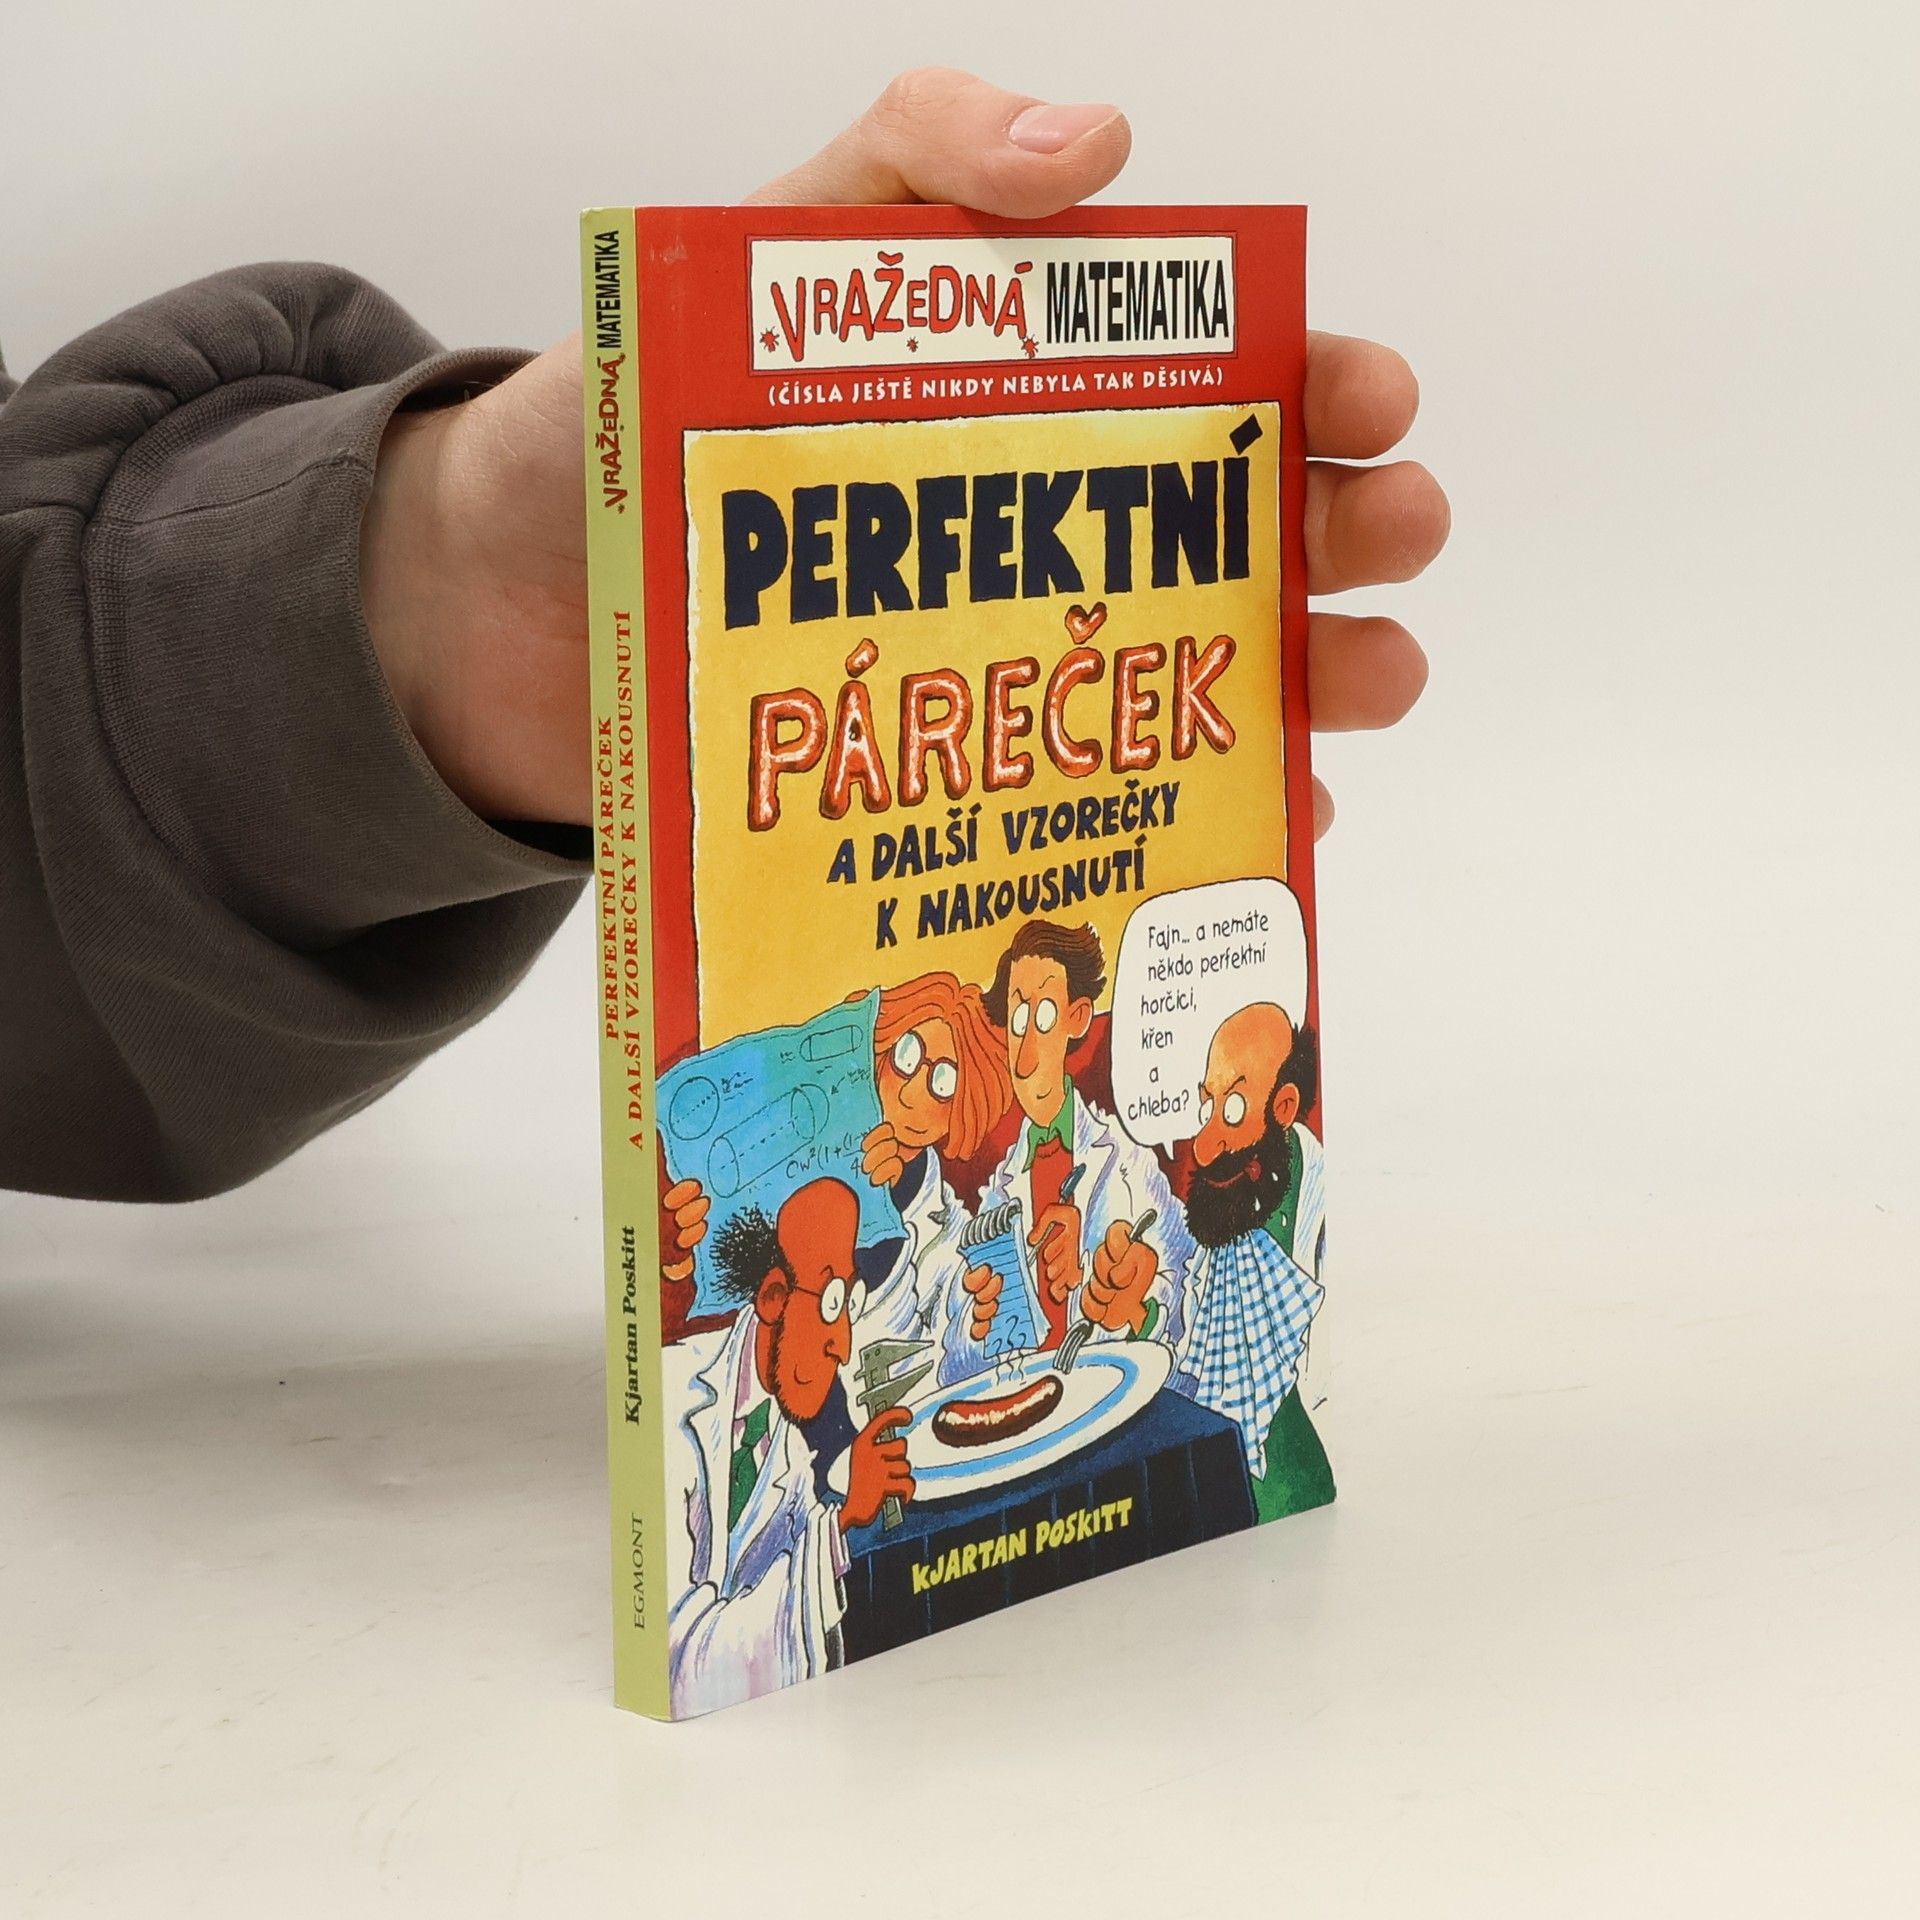 VRAŽEDNÁ MATEMATIKA
(ČÍSLA JEŠTĚ NIKDY NEBYLA TAK DĚSIVÁ)
PERFEKTNÍ
PÁREČEK
A DALŠÍ VZOREČKY
K NAKOUSNUTÍ
Fajn... a nemáte
někdo perfektní
horčici,
křen
a
chleba?
KJARTAN POSKITT
VRAŽEDNÁ MATEMATIKA
PERFEKTNÍ PÁREČEK
A DALŠÍ VZOREČKY K NAKOUSNUTÍ
Kjartan Poskitt
EGMONT